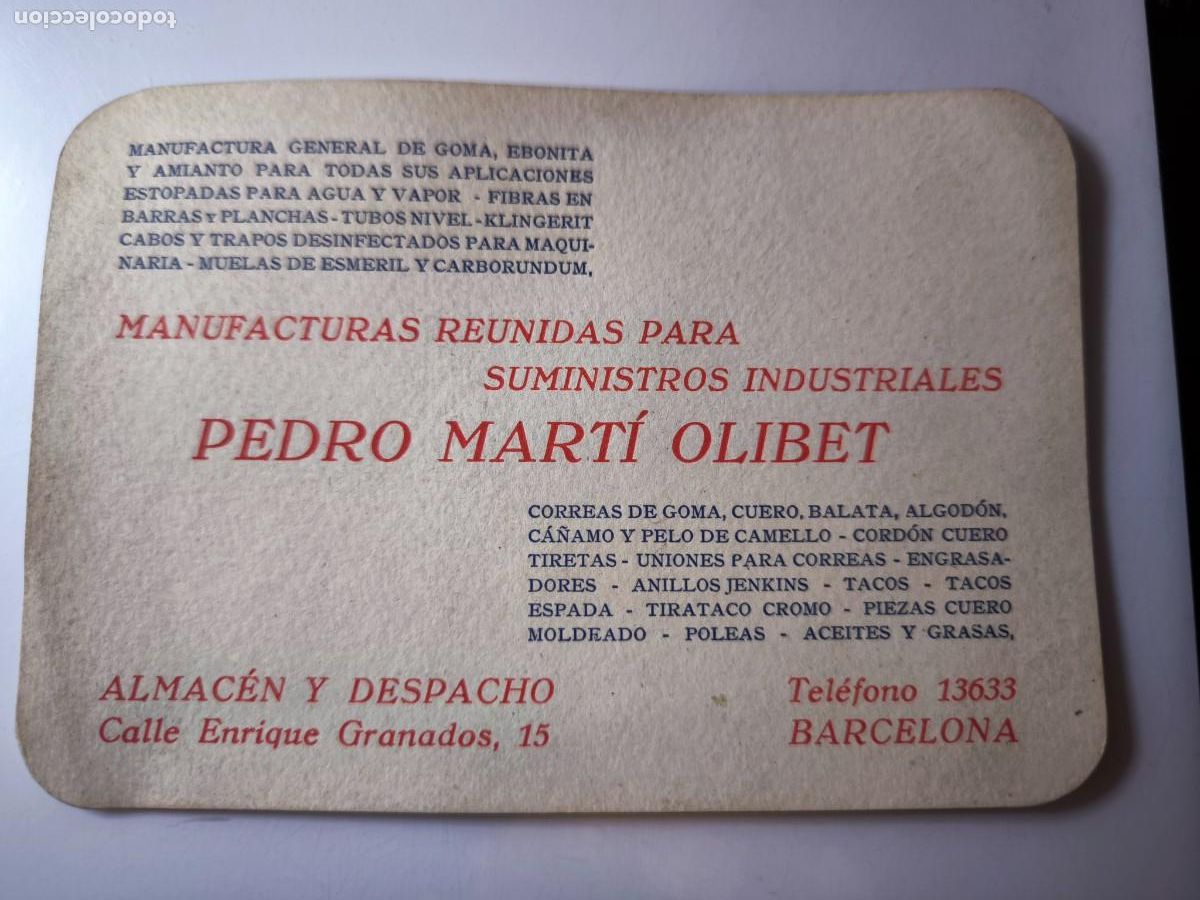 todocoleccion
MANUFACTURA GENERAL DE GOMA, EBONITA
Y AMIANTO PARA TODAS SUS APLICACIONES
ESTOPADAS PARA AGUA Y VAPOR - FIBRAS EN
BARRAS Y PLANCHAS - TUBOS NIVEL - KLINGERIT
CABOS Y TRAPOS DESINFECTADOS PARA MAQUI-
NARIA - MUELAS DE ESMERIL Y CARBORUNDUM,
MANUFACTURAS REUNIDAS PARA
SUMINISTROS INDUSTRIALES
PEDRO MARTÍ OLIBET
CORREAS DE GOMA, CUERO, BALATA, ALGODÓN,
CÁÑAMO Y PELO DE CAMELLO - CORDÓN CUERO
TIRETAS - UNIONES PARA CORREAS - ENGRASA-
DORES - ANILLOS JENKINS - TACOS - TACOS
ESPADA - TIRATACO CROMO - PIEZAS CUERO
MOLDEADO - POLEAS - ACEITES Y GRASAS,
ALMACÉN Y DESPACHO
Calle Enrique Granados, 15
Teléfono 13633
BARCELONA